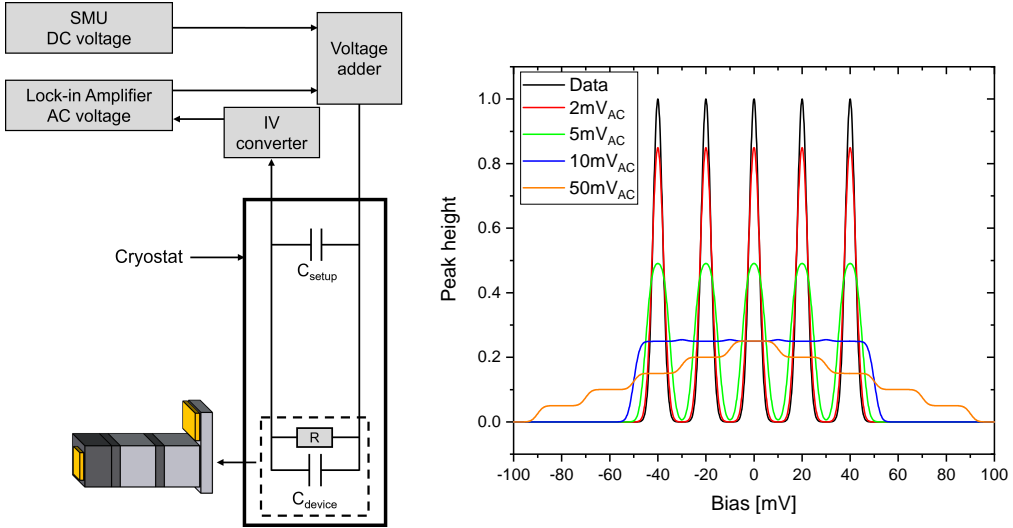 SMU
DC voltage
Voltage
adder
Lock-in Amplifier
AC voltage
IV
converter
Cryostat
C_setup
R
C_device
Data
2mV_AC
5mV_AC
10mV_AC
50mV_AC
1.0
0.8
0.6
0.4
0.2
0.0
Peak height
-100 -80 -60 -40 -20 0 20 40 60 80 100
Bias [mV]